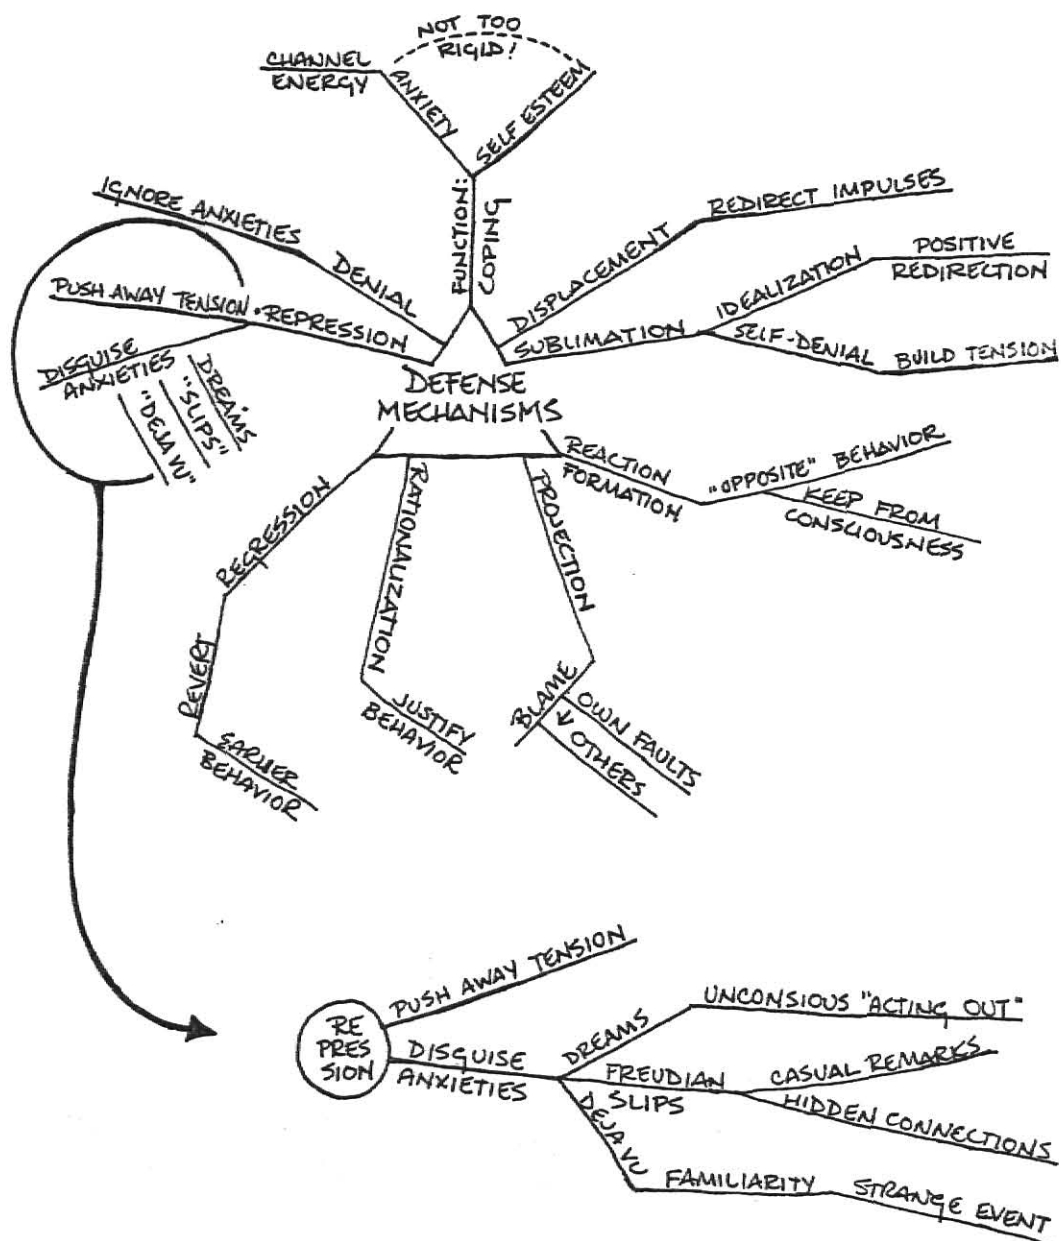 NOT TOO
RIGID!
CHANNEL
ENERGY
ANXIETY
SELF ESTEEM
FUNCTION:
COPING
IGNORE ANXIETIES
DENIAL
PUSH AWAY TENSION · REPRESSION
DISGUISE
ANXIETIES
DREAMS
"SLIPS"
"DEJA VU"
DISPLACEMENT
REDIRECT IMPULSES
SUBLIMATION
IDEALIZATION
POSITIVE
REDIRECTION
SELF-DENIAL
BUILD TENSION
DEFENSE
MECHANISMS
REACTION
FORMATION
"OPPOSITE" BEHAVIOR
KEEP FROM
CONSCIOUSNESS
REGRESSION
REVERT
EARLIER
BEHAVIOR
RATIONALIZATION
JUSTIFY
BEHAVIOR
PROJECTION
BLAME
OWN FAULTS
OTHERS
RE
PRES
SION
PUSH AWAY TENSION
DISGUISE
ANXIETIES
DREAMS
UNCONSIOUS "ACTING OUT"
FREUDIAN
SLIPS
CASUAL REMARKS
HIDDEN CONNECTIONS
DEJA VU
FAMILIARITY
STRANGE EVENT